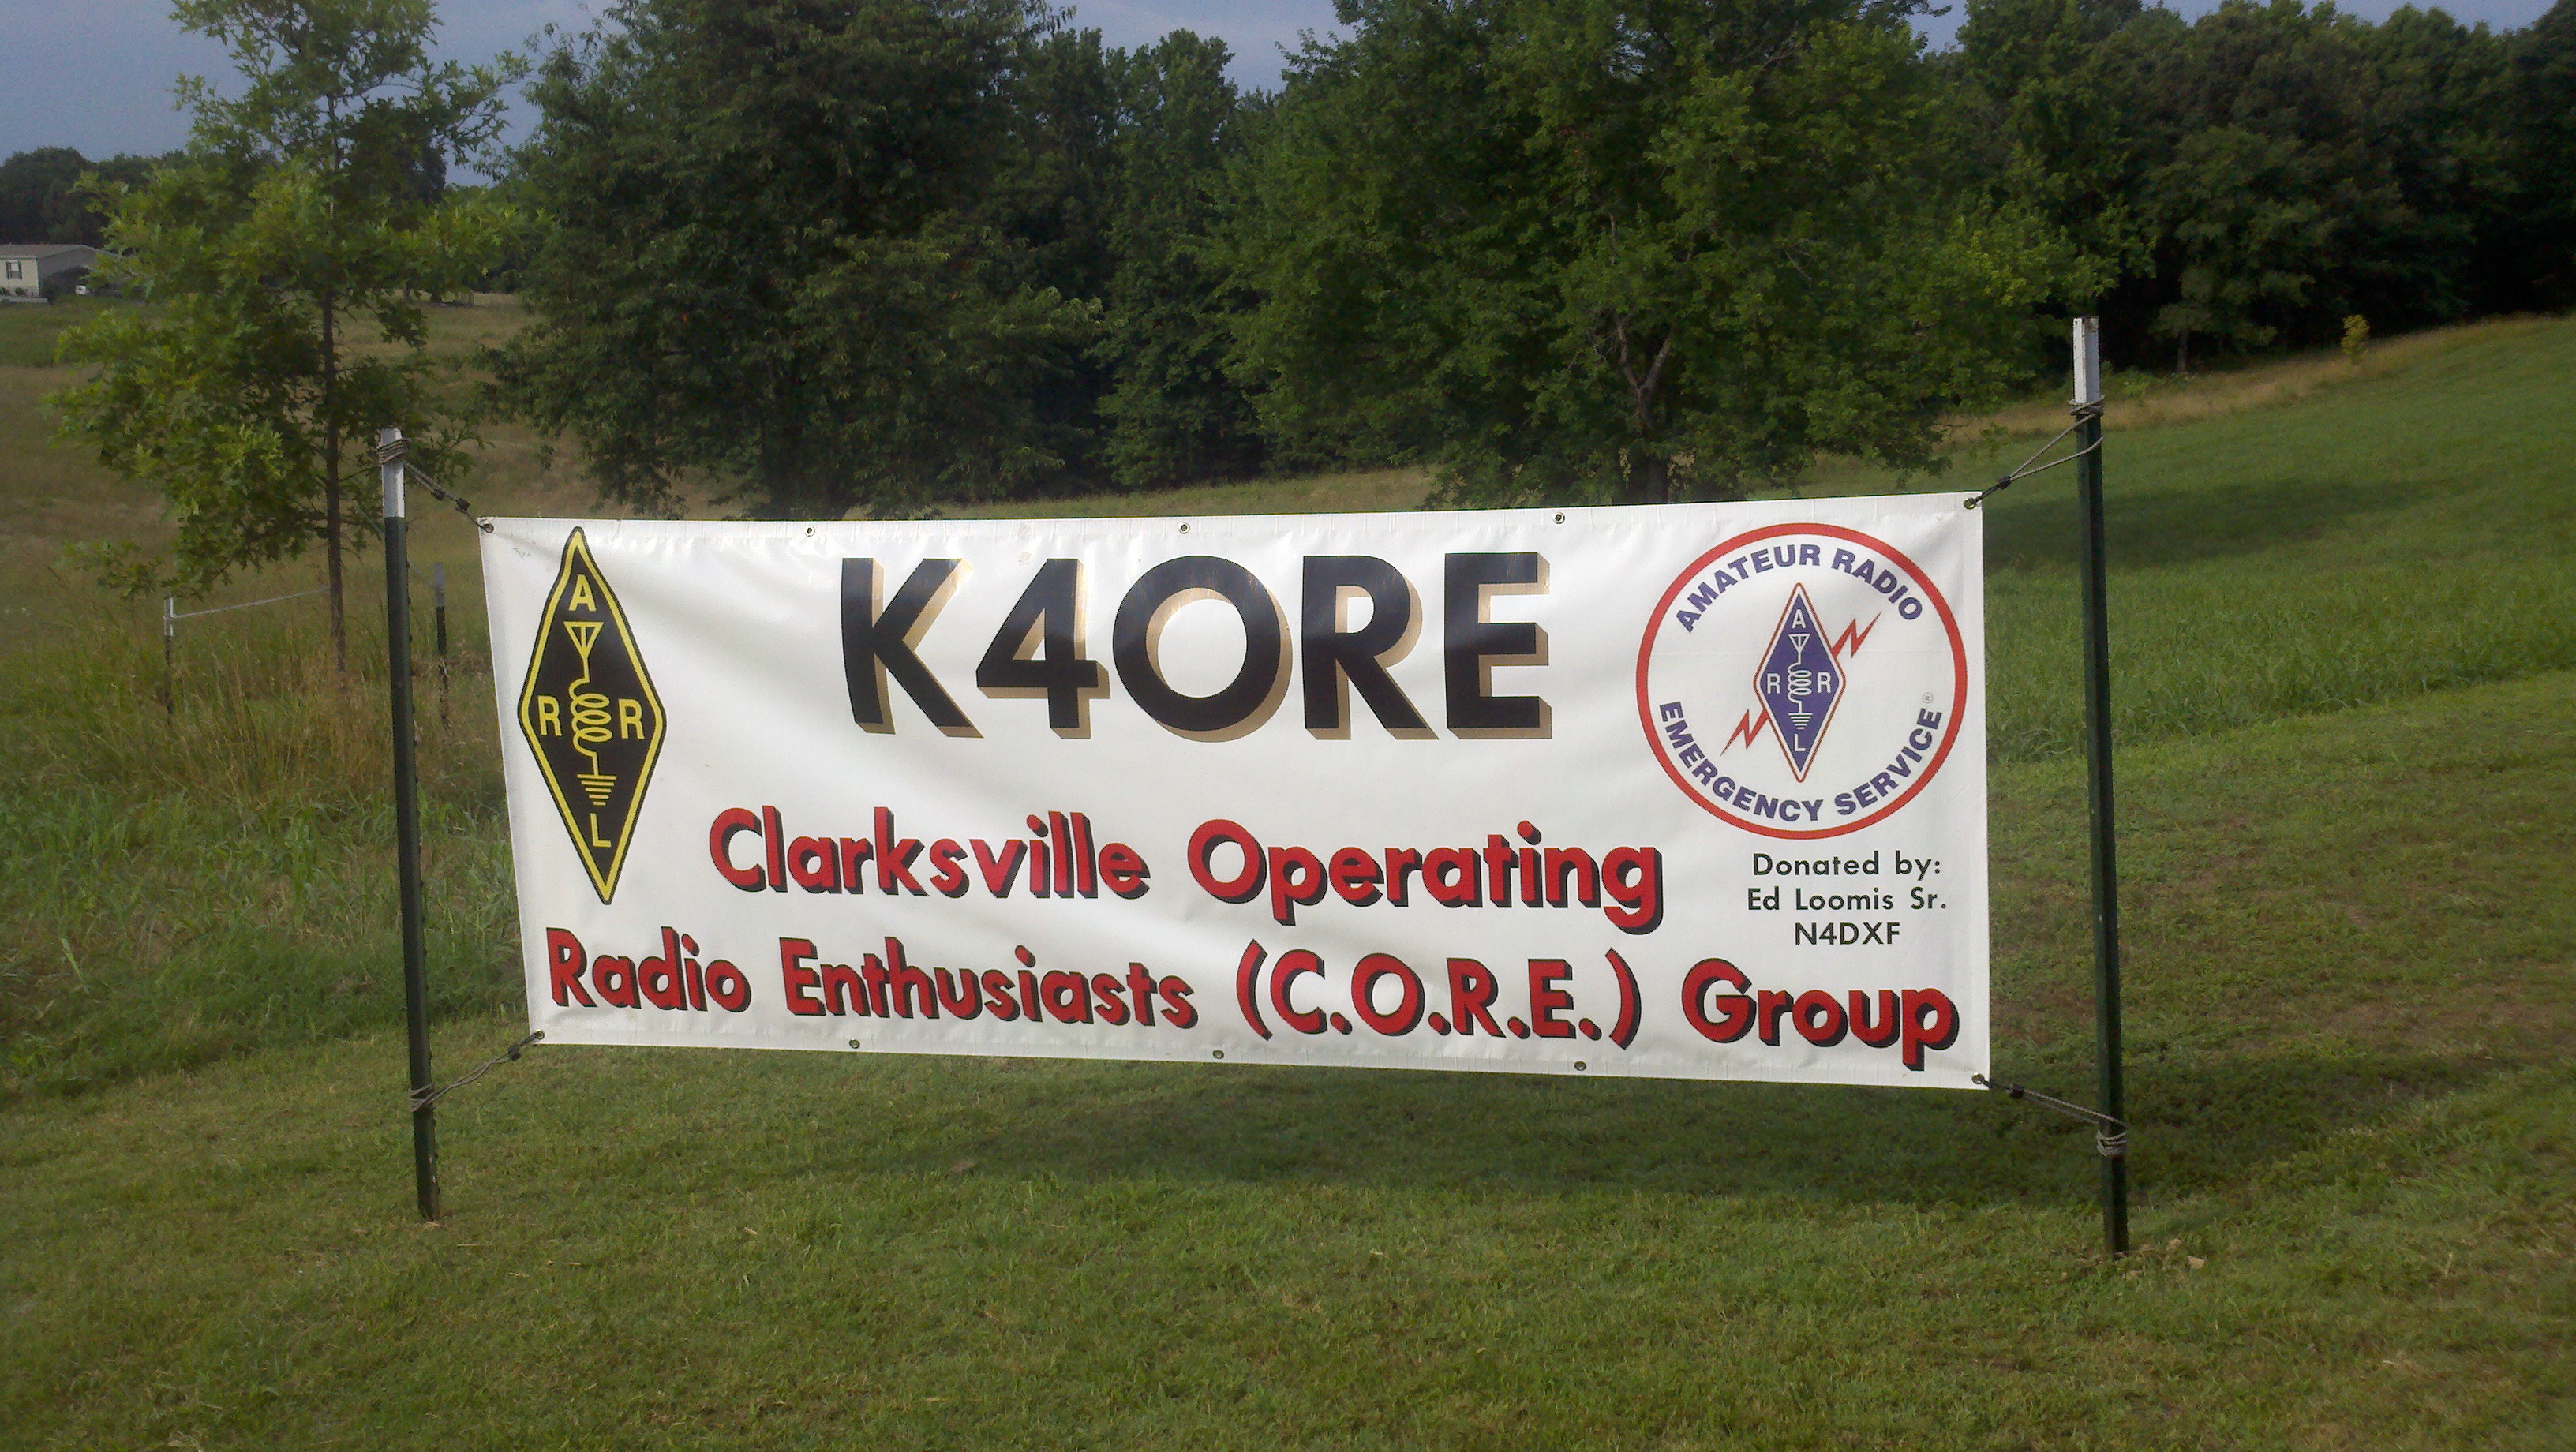 K4ORE
A
R R
L
AMATEUR RADIO
A
R R
L
EMERGENCY SERVICE®
Clarksville Operating
Radio Enthusiasts (C.O.R.E.) Group
Donated by:
Ed Loomis Sr.
N4DXF